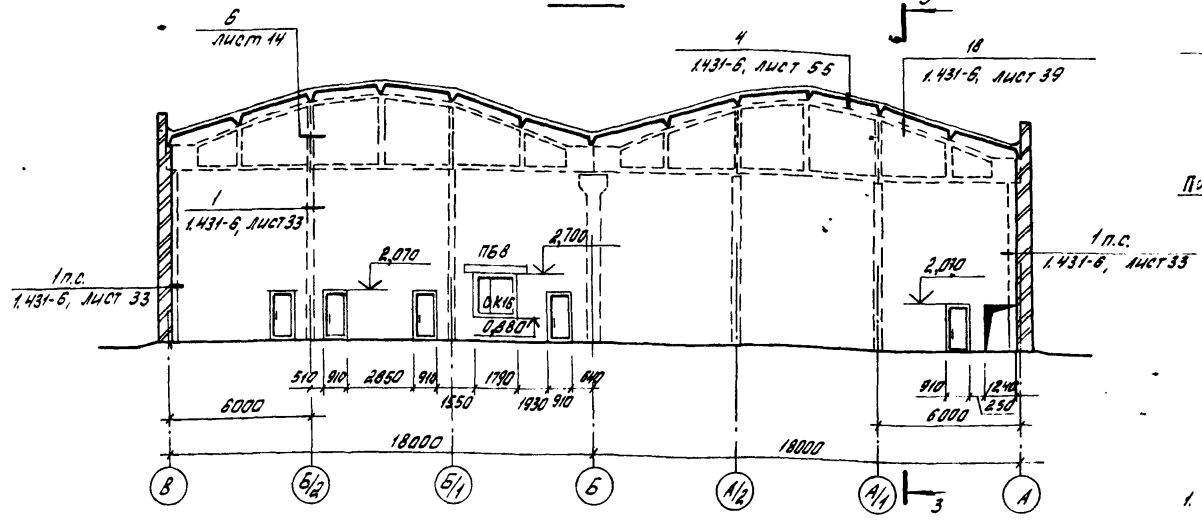 6
лист 14
4
1.431-6, лист 55
18
1.431-6, лист 39
3
1
1.431-6, лист 33
1 п.с.
1.431-6, лист 33
1 п.с.
1.431-6, лист 33
2,070
ПБ8
2,700
ОК16
0,880
2,070
510 910 2850 910 1550 1790 1930 910 640
910 1240
250
6000
6000
18000
18000
В Б/2 Б/1 Б А/2 А/1 А
3
1.